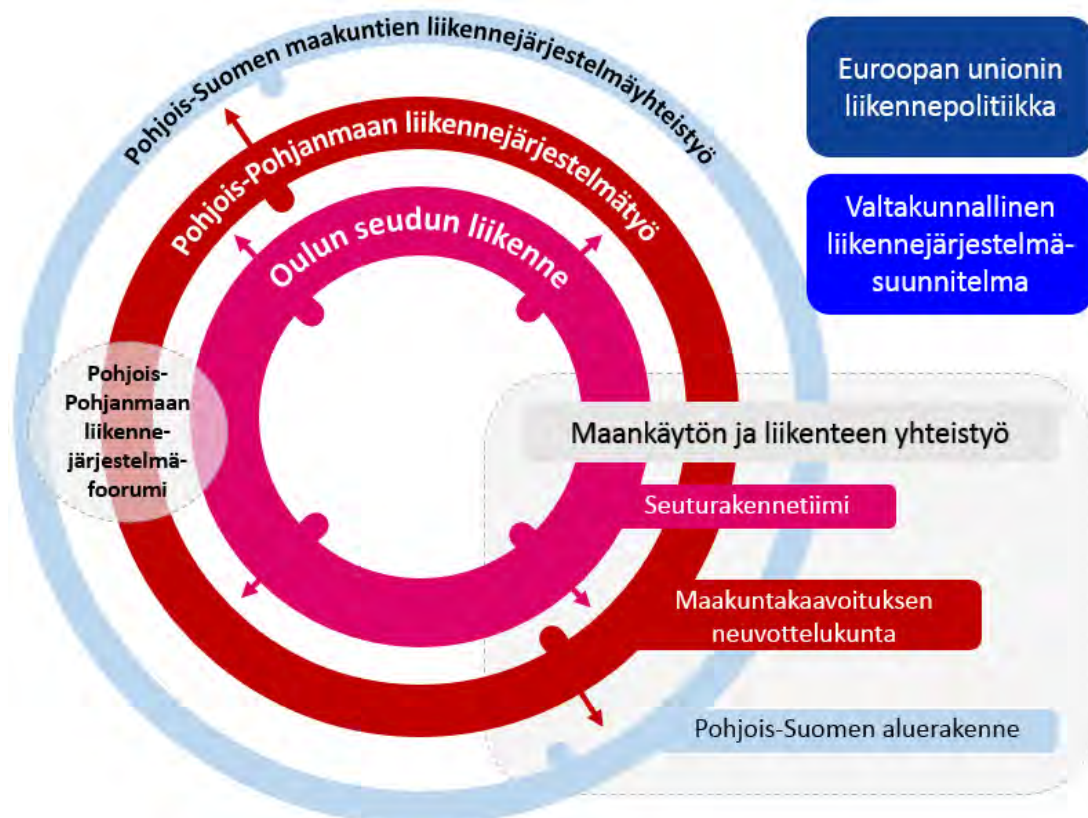 Pohjois-Suomen maakuntien liikennejärjestelmäyhteistyö
Pohjois-Pohjanmaan liikennejärjestelmätyö
Oulun seudun liikenne
Euroopan unionin
liikennepolitiikka
Valtakunnallinen
liikennejärjestelmä-
suunnitelma
Pohjois-
Pohjanmaan
liikenne-
järjestelmä-
foorumi
Maankäytön ja liikenteen yhteistyö
Seuturakennetiimi
Maakuntakaavoituksen
neuvottelukunta
Pohjois-Suomen aluerakenne